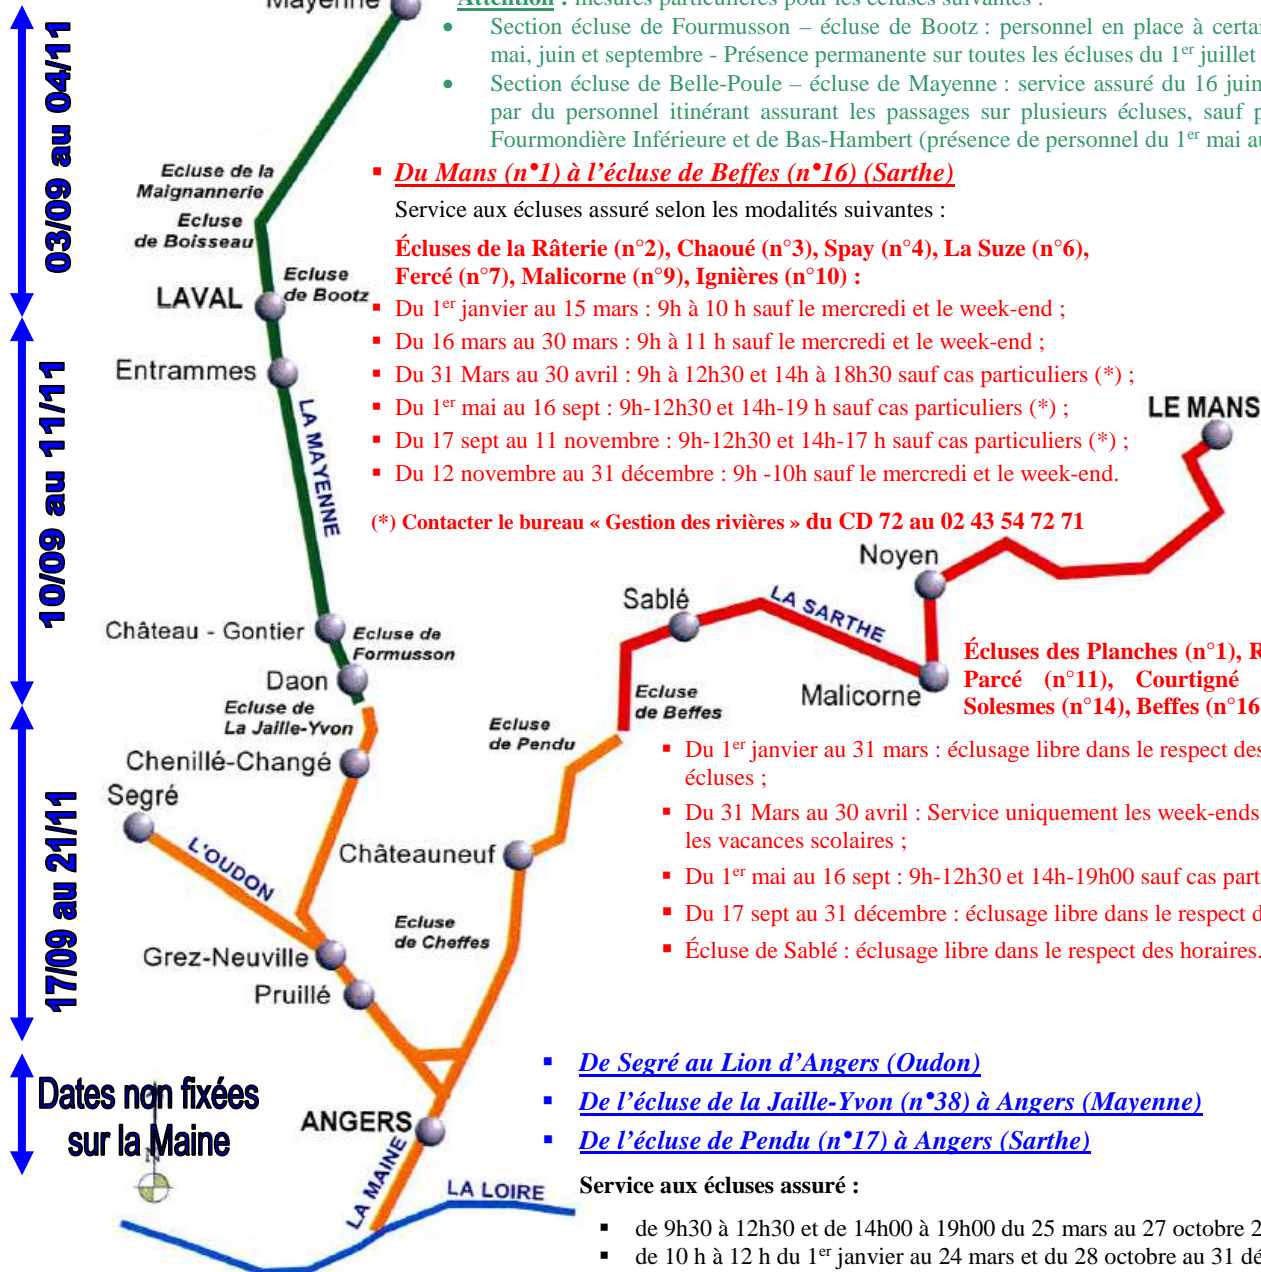 Mayenne
Attention : mesures particulières pour les écluses suivantes :
• Section écluse de Fourmusson – écluse de Bootz : personnel en place à certai
mai, juin et septembre - Présence permanente sur toutes les écluses du 1er juillet
• Section écluse de Belle-Poule – écluse de Mayenne : service assuré du 16 juin
par du personnel itinérant assurant les passages sur plusieurs écluses, sauf p
Fourmondière Inférieure et de Bas-Hambert (présence de personnel du 1er mai au
03/09 au 04/11
Ecluse de la
Maignannerie
Ecluse
de Boisseau
LAVAL
Ecluse
de Bootz
Entrammes
▪ Du Mans (n°1) à l'écluse de Beffes (n°16) (Sarthe)
Service aux écluses assuré selon les modalités suivantes :
Écluses de la Râterie (n°2), Chaoué (n°3), Spay (n°4), La Suze (n°6),
Fercé (n°7), Malicorne (n°9), Ignières (n°10) :
▪ Du 1er janvier au 15 mars : 9h à 10 h sauf le mercredi et le week-end ;
▪ Du 16 mars au 30 mars : 9h à 11 h sauf le mercredi et le week-end ;
▪ Du 31 Mars au 30 avril : 9h à 12h30 et 14h à 18h30 sauf cas particuliers (*) ;
▪ Du 1er mai au 16 sept : 9h-12h30 et 14h-19 h sauf cas particuliers (*) ;
▪ Du 17 sept au 11 novembre : 9h-12h30 et 14h-17 h sauf cas particuliers (*) ;
▪ Du 12 novembre au 31 décembre : 9h -10h sauf le mercredi et le week-end.
(*) Contacter le bureau « Gestion des rivières » du CD 72 au 02 43 54 72 71
LE MANS
10/09 au 11/11
LA MAYENNE
Noyen
Sablé
LA SARTHE
Malicorne
Château - Gontier
Ecluse de
Formusson
Daon
Ecluse de
La Jaille-Yvon
Ecluse
de Beffes
Ecluse
de Pendu
Chenillé-Changé
Segré
L'OUDON
Châteauneuf
Ecluse
de Cheffes
Grez-Neuville
Pruillé
17/09 au 21/11
Écluses des Planches (n°1), R
Parcé (n°11), Courtigné
Solesmes (n°14), Beffes (n°16
▪ Du 1er janvier au 31 mars : éclusage libre dans le respect des
écluses ;
▪ Du 31 Mars au 30 avril : Service uniquement les week-ends
les vacances scolaires ;
▪ Du 1er mai au 16 sept : 9h-12h30 et 14h-19h00 sauf cas parti
▪ Du 17 sept au 31 décembre : éclusage libre dans le respect d
▪ Écluse de Sablé : éclusage libre dans le respect des horaires.
Dates non fixées
sur la Maine
N
ANGERS
LA MAINE
LA LOIRE
▪ De Segré au Lion d'Angers (Oudon)
▪ De l'écluse de la Jaille-Yvon (n°38) à Angers (Mayenne)
▪ De l'écluse de Pendu (n°17) à Angers (Sarthe)
Service aux écluses assuré :
▪ de 9h30 à 12h30 et de 14h00 à 19h00 du 25 mars au 27 octobre 2
▪ de 10 h à 12 h du 1er janvier au 24 mars et du 28 octobre au 31 dé